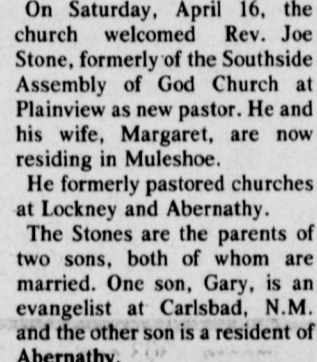 On Saturday, April 16, the
church welcomed Rev. Joe
Stone, formerly of the Southside
Assembly of God Church at
Plainview as new pastor. He and
his wife, Margaret, are now
residing in Muleshoe.
He formerly pastored churches
at Lockney and Abernathy.
The Stones are the parents of
two sons, both of whom are
married. One son, Gary, is an
evangelist at Carlsbad, N.M.
and the other son is a resident of
Abernathy.